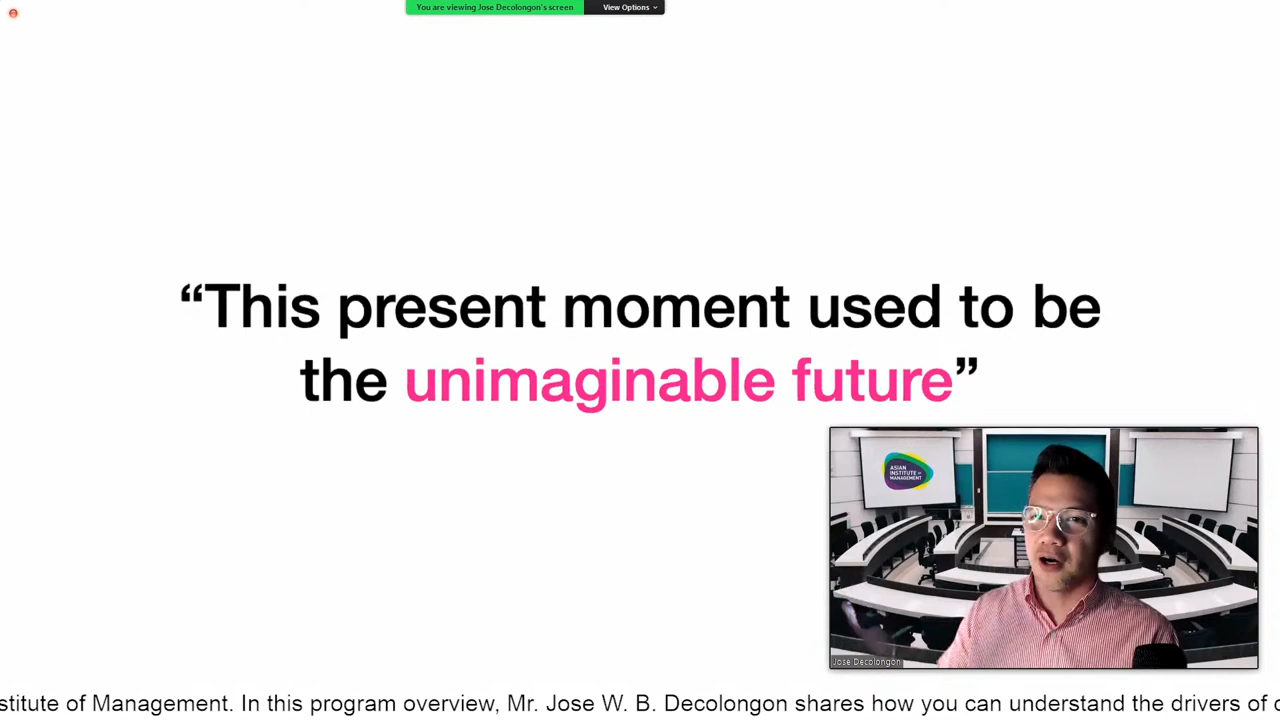 You are viewing Jose Decolongon's screen
View Options
“This present moment used to be
the unimaginable future”
ASIAN
INSTITUTE OF
MANAGEMENT
Jose Decolongon
stitute of Management. In this program overview, Mr. Jose W. B. Decolongon shares how you can understand the drivers of